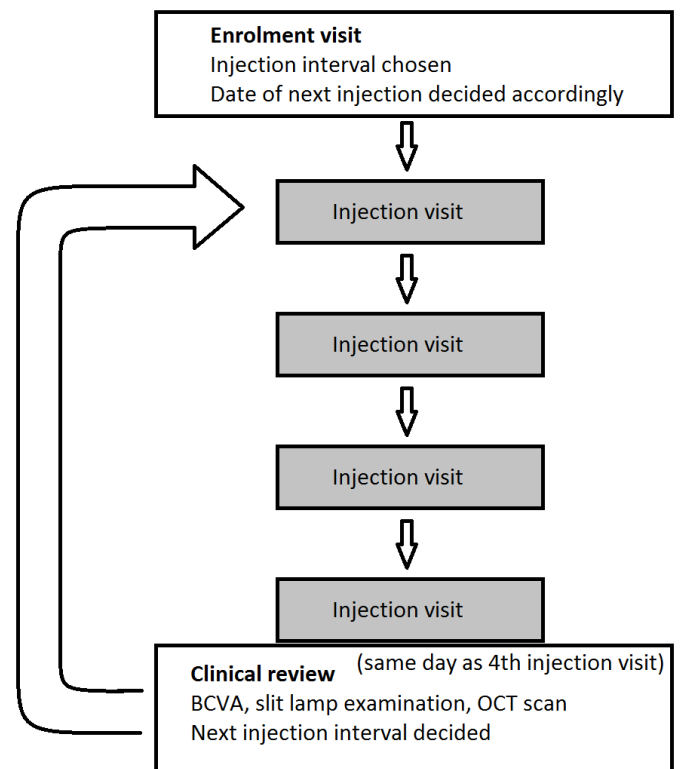 Enrolment visit
Injection interval chosen
Date of next injection decided accordingly
Injection visit
Injection visit
Injection visit
Injection visit
(same day as 4th injection visit)
Clinical review
BCVA, slit lamp examination, OCT scan
Next injection interval decided